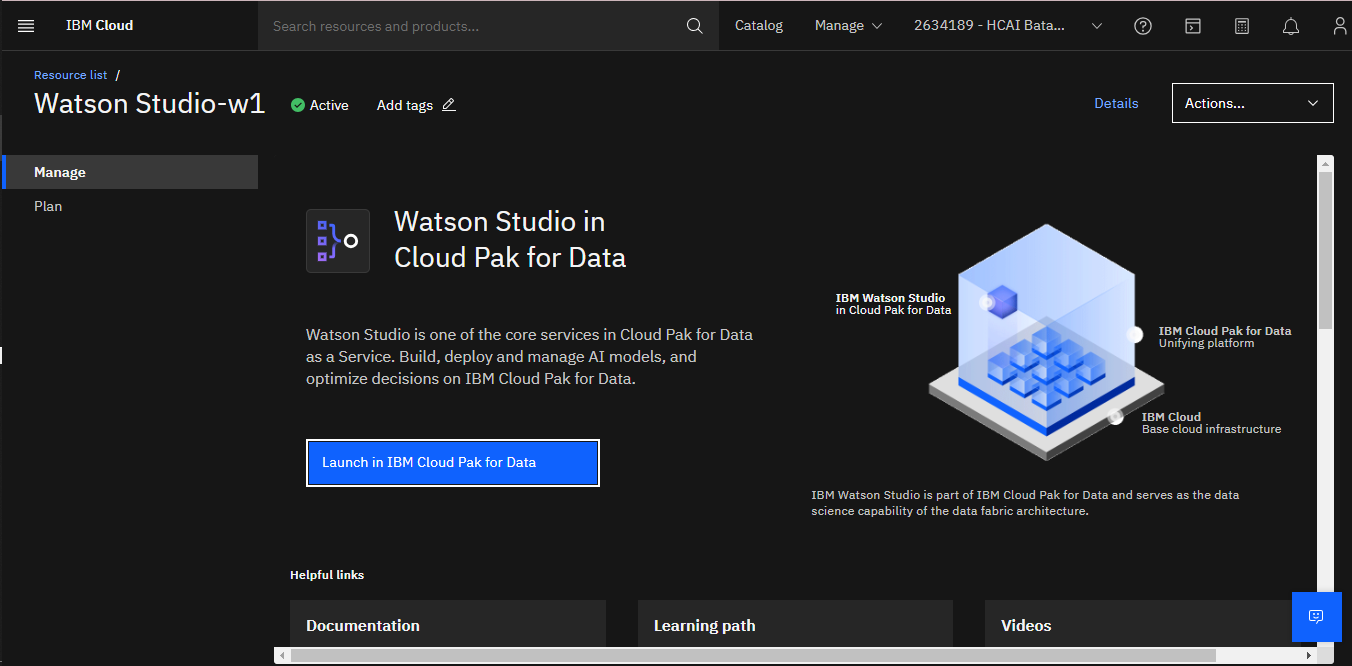 IBM Cloud
Search resources and products...
Catalog
Manage
2634189 - HCAI Bata...
Resource list /
Watson Studio-w1
Active
Add tags
Details
Actions...
Manage
Plan
Watson Studio in
Cloud Pak for Data
Watson Studio is one of the core services in Cloud Pak for Data
as a Service. Build, deploy and manage AI models, and
optimize decisions on IBM Cloud Pak for Data.
Launch in IBM Cloud Pak for Data
IBM Watson Studio
in Cloud Pak for Data
IBM Cloud Pak for Data
Unifying platform
IBM Cloud
Base cloud infrastructure
IBM Watson Studio is part of IBM Cloud Pak for Data and serves as the data
science capability of the data fabric architecture.
Helpful links
Documentation
Learning path
Videos